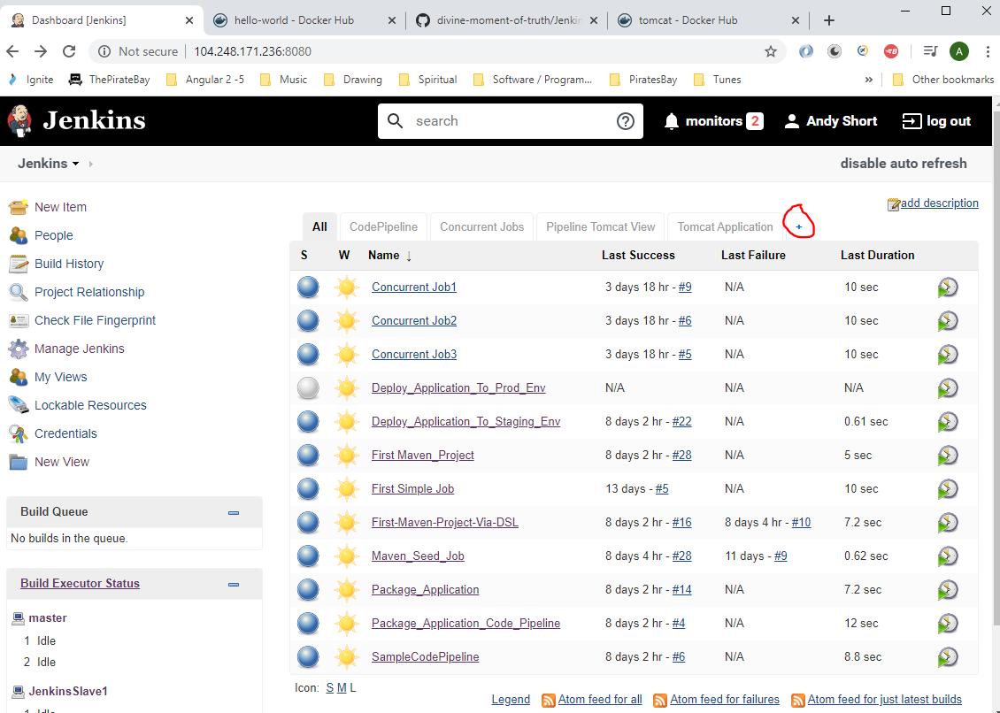 Dashboard [Jenkins]
hello-world - Docker Hub
divine-moment-of-truth/Jenkin
tomcat - Docker Hub
Not secure
104.248.171.236:8080
A
Ignite
ThePirateBay
Angular 2 -5
Music
Drawing
Spiritual
Software / Program...
PiratesBay
Tunes
»
Other bookmarks
Jenkins
search
monitors 2
Andy Short
log out
Jenkins
disable auto refresh
New Item
People
Build History
Project Relationship
Check File Fingerprint
Manage Jenkins
My Views
Lockable Resources
Credentials
New View
Build Queue
No builds in the queue.
Build Executor Status
master
1 Idle
2 Idle
JenkinsSlave1
1 Idle
add description
All CodePipeline Concurrent Jobs Pipeline Tomcat View Tomcat Application +
S W Name ↓ Last Success Last Failure Last Duration
Concurrent Job1 3 days 18 hr - #9 N/A 10 sec
Concurrent Job2 3 days 18 hr - #6 N/A 10 sec
Concurrent Job3 3 days 18 hr - #5 N/A 10 sec
Deploy_Application_To_Prod_Env N/A N/A N/A
Deploy_Application_To_Staging_Env 8 days 2 hr - #22 N/A 0.61 sec
First Maven_Project 8 days 2 hr - #28 N/A 5 sec
First Simple Job 13 days - #5 N/A 10 sec
First-Maven-Project-Via-DSL 8 days 2 hr - #16 8 days 4 hr - #10 7.2 sec
Maven_Seed_Job 8 days 4 hr - #28 11 days - #9 0.62 sec
Package_Application 8 days 2 hr - #14 N/A 7.2 sec
Package_Application_Code_Pipeline 8 days 2 hr - #4 N/A 12 sec
SampleCodePipeline 8 days 2 hr - #6 N/A 8.8 sec
Icon: S M L
Legend Atom feed for all Atom feed for failures Atom feed for just latest builds